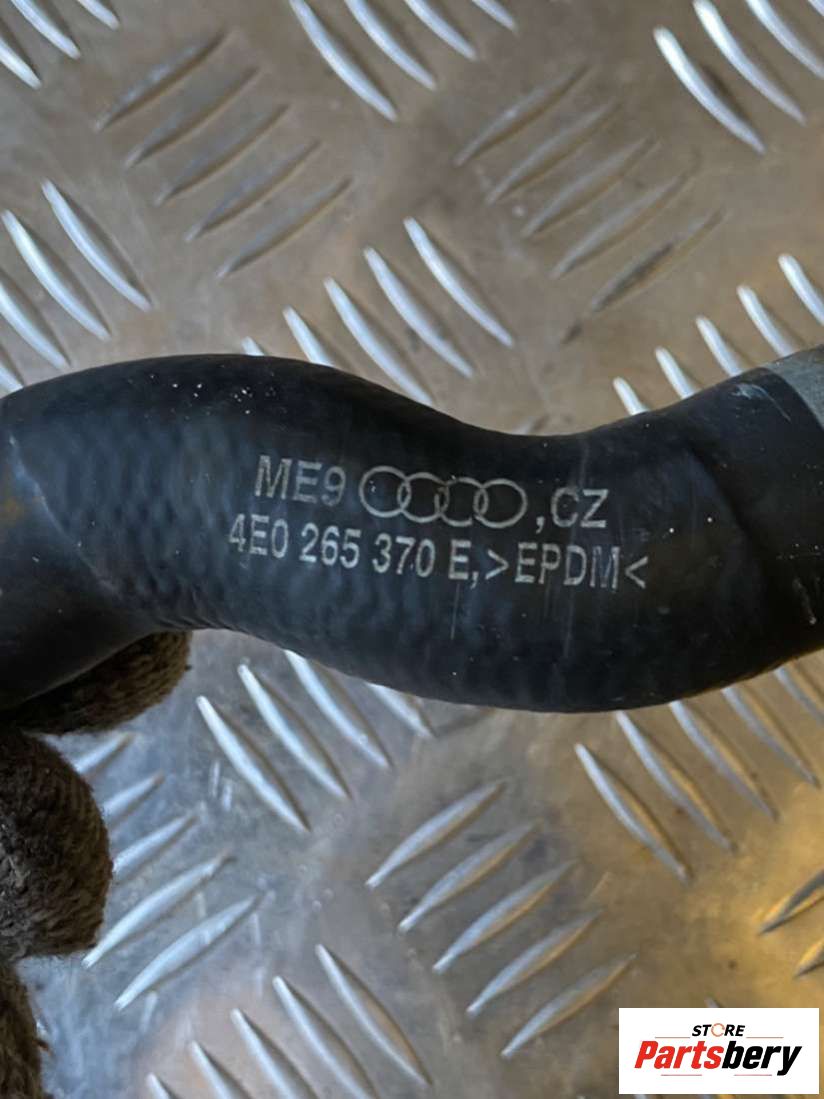 ME9 ,CZ
4E0 265 370 E,>EPDM<
STORE
Partsbery